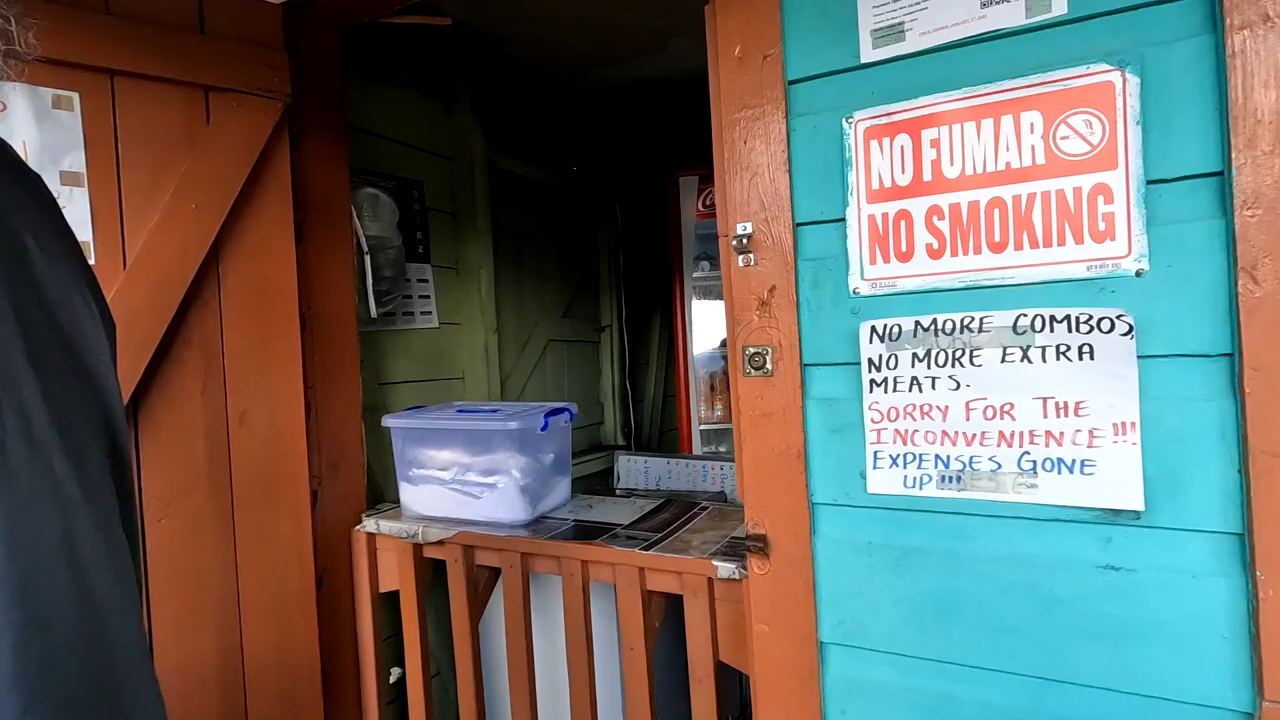 NO FUMAR
NO SMOKING
NO MORE COMBOS,
NO MORE EXTRA
MEATS.
SORRY FOR THE
INCONVENIENCE!!!
EXPENSES GONE
UP!!!